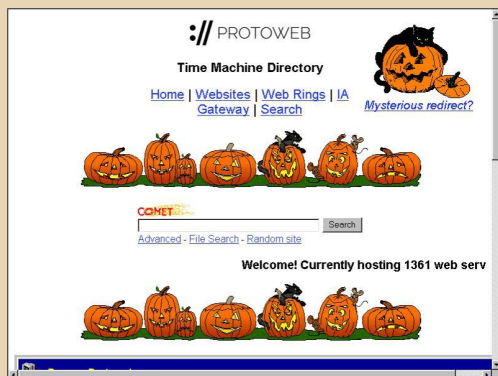 :// PROTOWEB
Time Machine Directory
Home | Websites | Web Rings | IA
Gateway | Search
Mysterious redirect?
COMET
Search
Advanced - File Search - Random site
Welcome! Currently hosting 1361 web serv